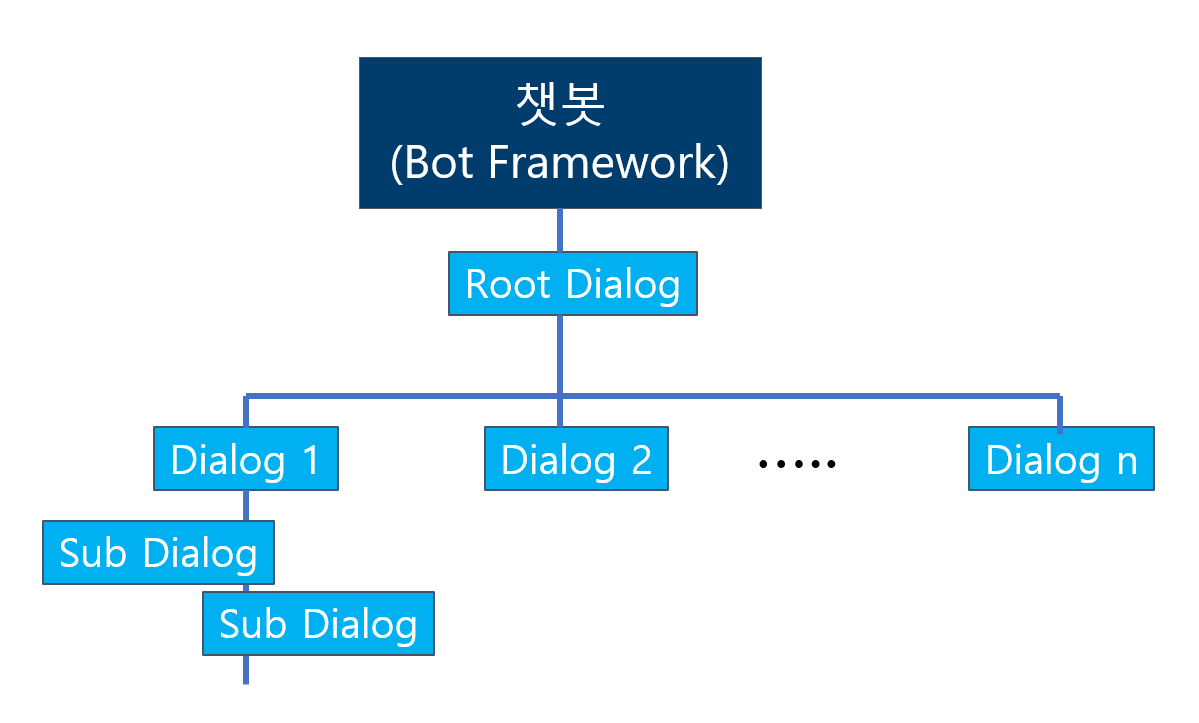 챗봇
(Bot Framework)
Root Dialog
Dialog 1
Dialog 2
.....
Dialog n
Sub Dialog
Sub Dialog